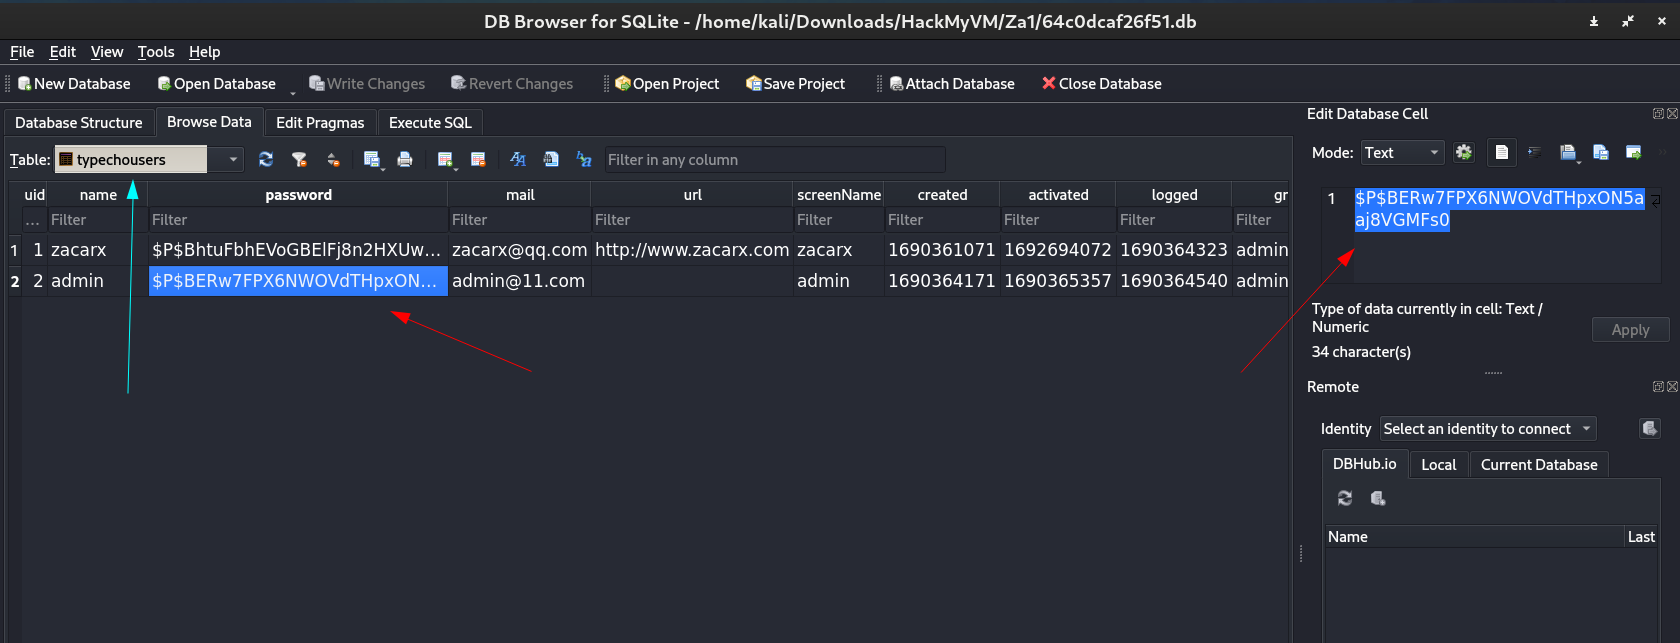 DB Browser for SQLite - /home/kali/Downloads/HackMyVM/Za1/64c0dcaf26f51.db
File Edit View Tools Help
New Database Open Database Write Changes Revert Changes Open Project Save Project Attach Database Close Database
Database Structure Browse Data Edit Pragmas Execute SQL
Table: typechousers Filter in any column
uid name password mail url screenName created activated logged gr
... Filter Filter Filter Filter Filter Filter Filter Filter Filter
1 1 zacarx $P$BhtuFbhEVoGBElFj8n2HXUw... zacarx@qq.com http://www.zacarx.com zacarx 1690361071 1692694072 1690364323 admin
2 2 admin $P$BERw7FPX6NWOVdTHpxON... admin@11.com admin 1690364171 1690365357 1690364540 admin
Edit Database Cell
Mode: Text
1 $P$BERw7FPX6NWOVdTHpxON5a
aj8VGMFs0
Type of data currently in cell: Text /
Numeric
34 character(s)
Apply
Remote
Identity Select an identity to connect
DBHub.io Local Current Database
Name Last